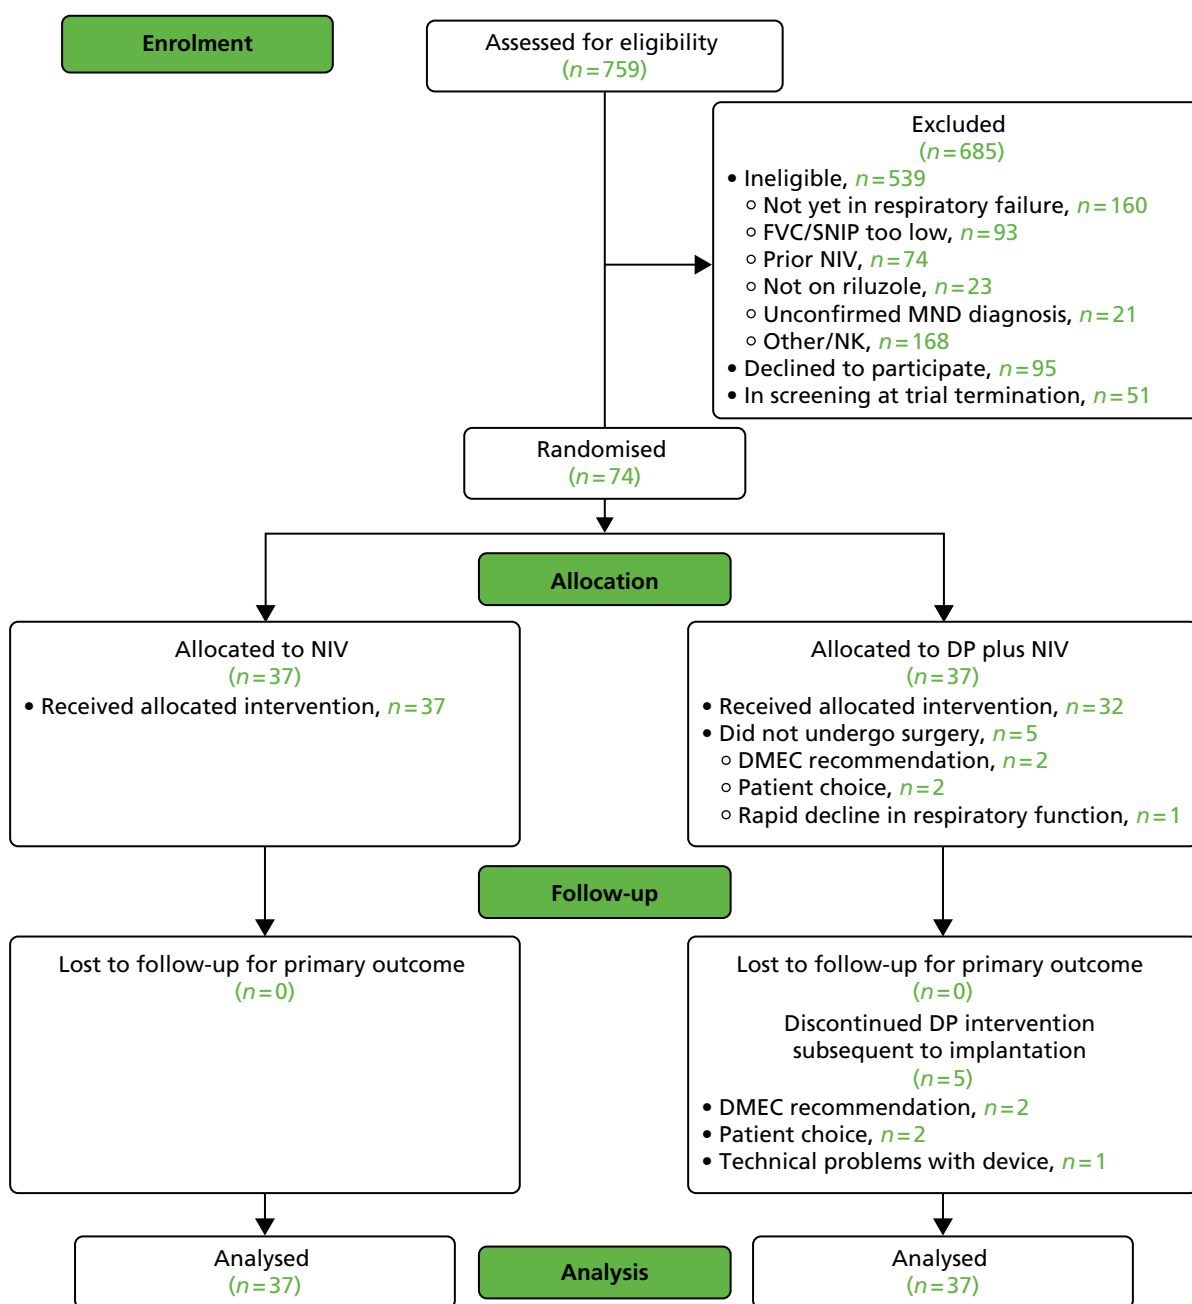 Enrolment
Assessed for eligibility
(n=759)
Excluded
(n=685)
• Ineligible, n=539
○ Not yet in respiratory failure, n=160
○ FVC/SNIP too low, n=93
○ Prior NIV, n=74
○ Not on riluzole, n=23
○ Unconfirmed MND diagnosis, n=21
○ Other/NK, n=168
• Declined to participate, n=95
• In screening at trial termination, n=51
Randomised
(n=74)
Allocation
Allocated to NIV
(n=37)
• Received allocated intervention, n=37
Allocated to DP plus NIV
(n=37)
• Received allocated intervention, n=32
• Did not undergo surgery, n=5
○ DMEC recommendation, n=2
○ Patient choice, n=2
○ Rapid decline in respiratory function, n=1
Follow-up
Lost to follow-up for primary outcome
(n=0)
Lost to follow-up for primary outcome
(n=0)
Discontinued DP intervention
subsequent to implantation
(n=5)
• DMEC recommendation, n=2
• Patient choice, n=2
• Technical problems with device, n=1
Analysed
(n=37)
Analysis
Analysed
(n=37)